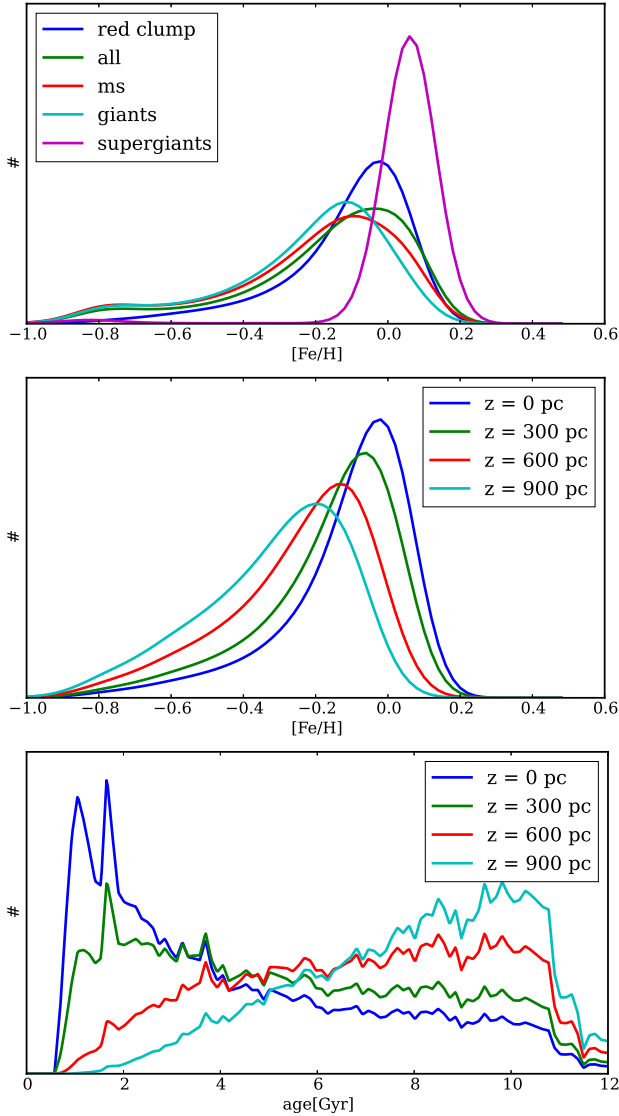 red clump
all
ms
giants
supergiants
#
−1.0 −0.8 −0.6 −0.4 −0.2 0.0 0.2 0.4 0.6
[Fe/H]
z = 0 pc
z = 300 pc
z = 600 pc
z = 900 pc
#
−1.0 −0.8 −0.6 −0.4 −0.2 0.0 0.2 0.4 0.6
[Fe/H]
z = 0 pc
z = 300 pc
z = 600 pc
z = 900 pc
#
0 2 4 6 8 10 12
age[Gyr]